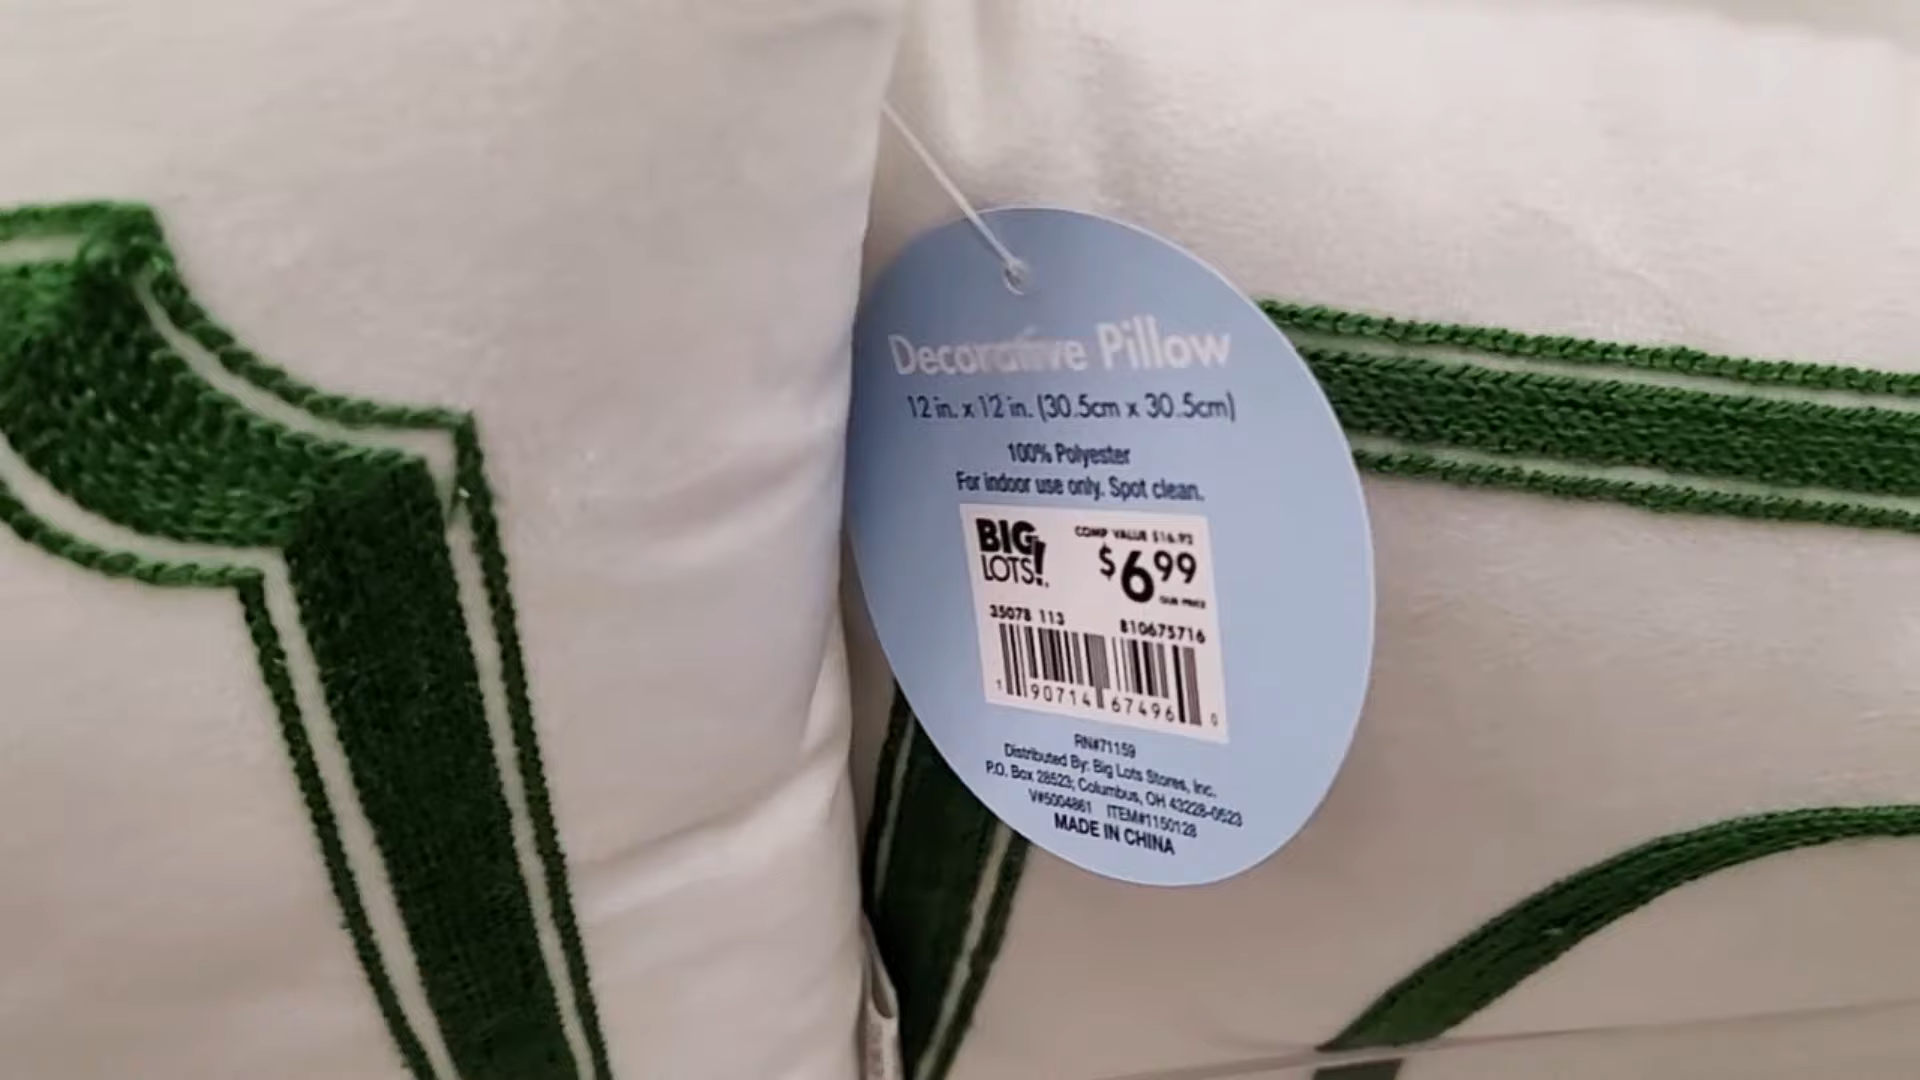 Decorative Pillow
12 in. x 12 in. (30.5cm x 30.5cm)
100% Polyester
For indoor use only. Spot clean.
BIG LOTS!
COMP VALUE
$6.99
OUR PRICE
35078 113 810675716
1 90714 67496 0
RN#71159
Distributed By: Big Lots Stores, Inc.
P.O. Box 28523; Columbus, OH 43228-0523
V#5004861 ITEM#1150128
MADE IN CHINA